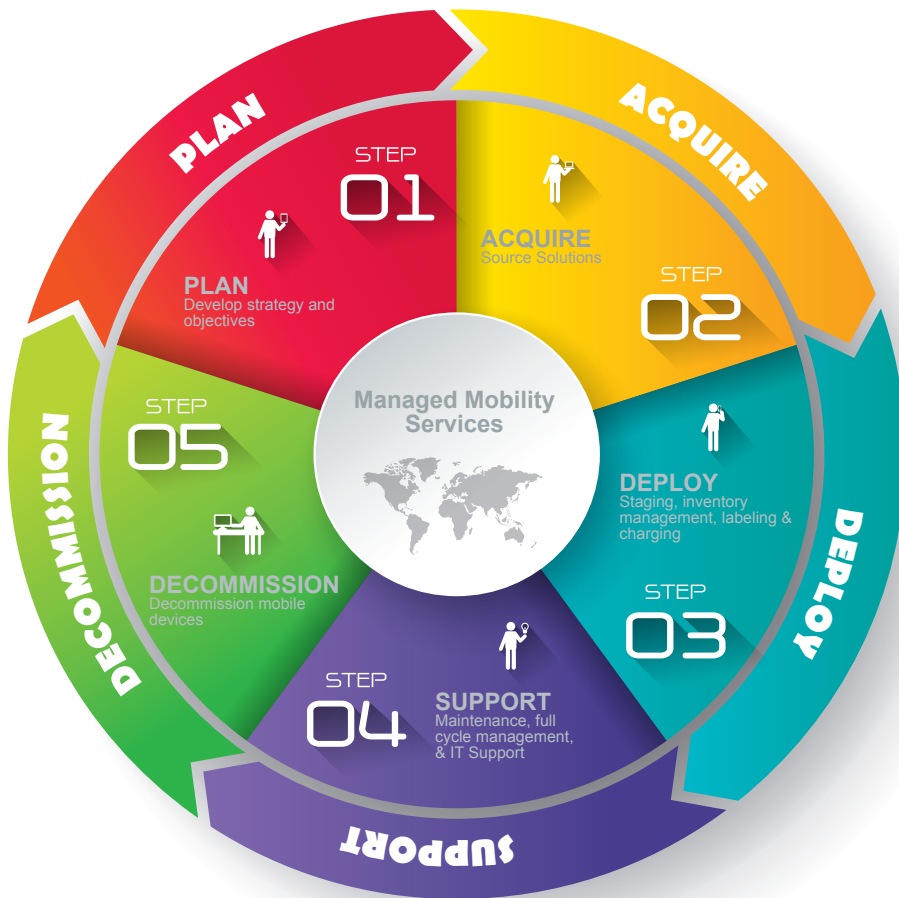 PLAN
ACQUIRE
DEPLOY
SUPPORT
DECOMMISSION
STEP
01
PLAN
Develop strategy and
objectives
ACQUIRE
Source Solutions
STEP
02
DEPLOY
Staging, inventory
management, labeling &
charging
STEP
03
STEP
04
SUPPORT
Maintenance, full
cycle management,
& IT Support
STEP
05
DECOMMISSION
Decommission mobile
devices
Managed Mobility
Services